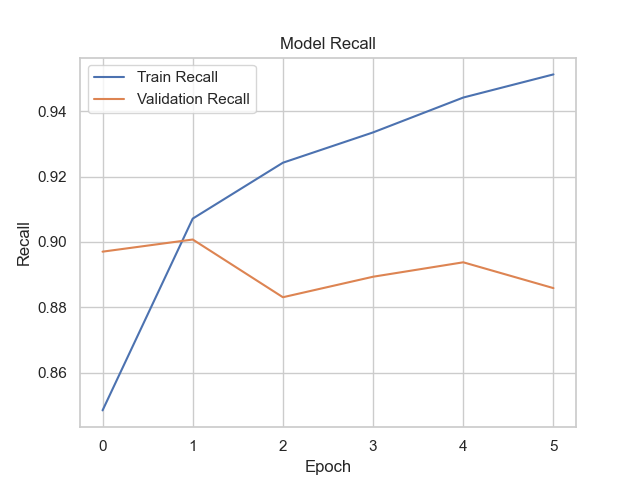 Model Recall
Train Recall
Validation Recall
0.94
0.92
0.90
0.88
0.86
Recall
0 1 2 3 4 5
Epoch